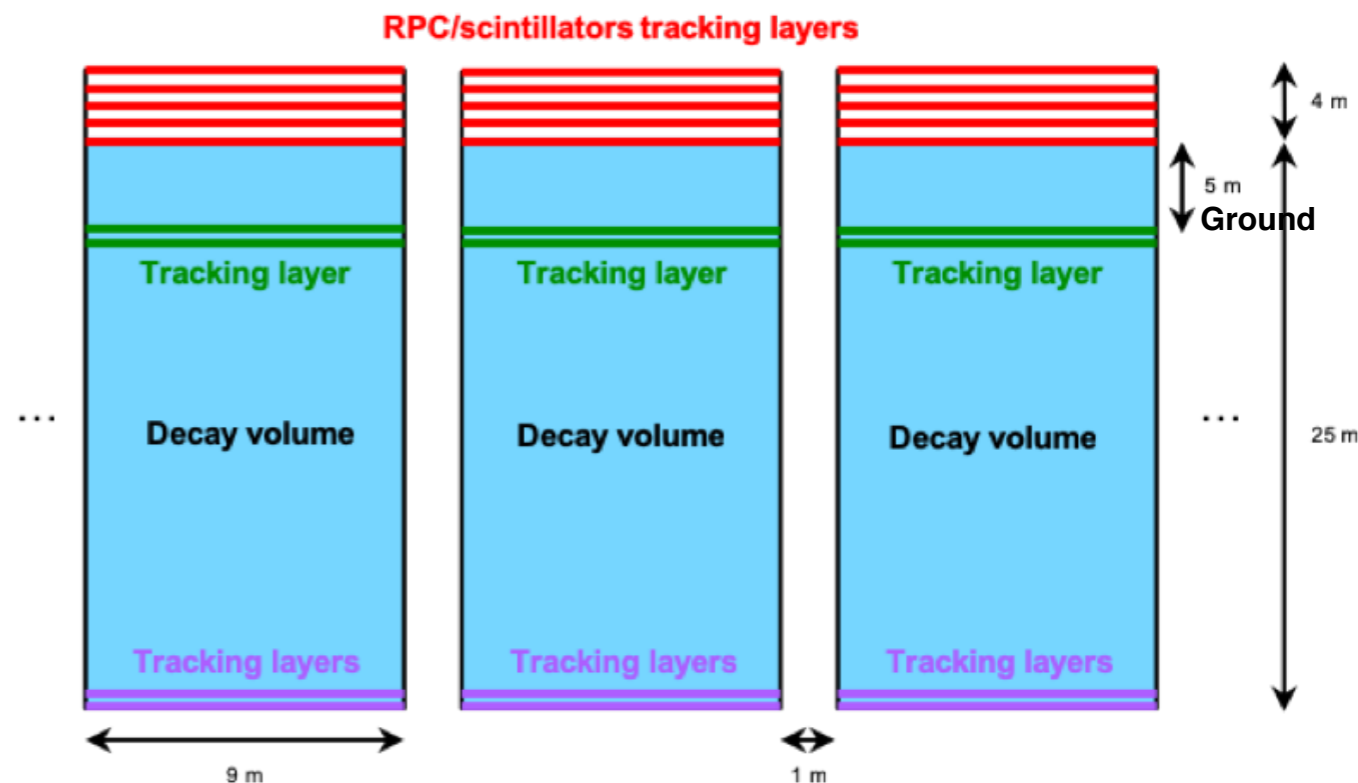 RPC/scintillators tracking layers
4 m
5 m
Ground
Tracking layer
Tracking layer
Tracking layer
...
Decay volume
Decay volume
Decay volume
...
25 m
Tracking layers
Tracking layers
Tracking layers
9 m
1 m